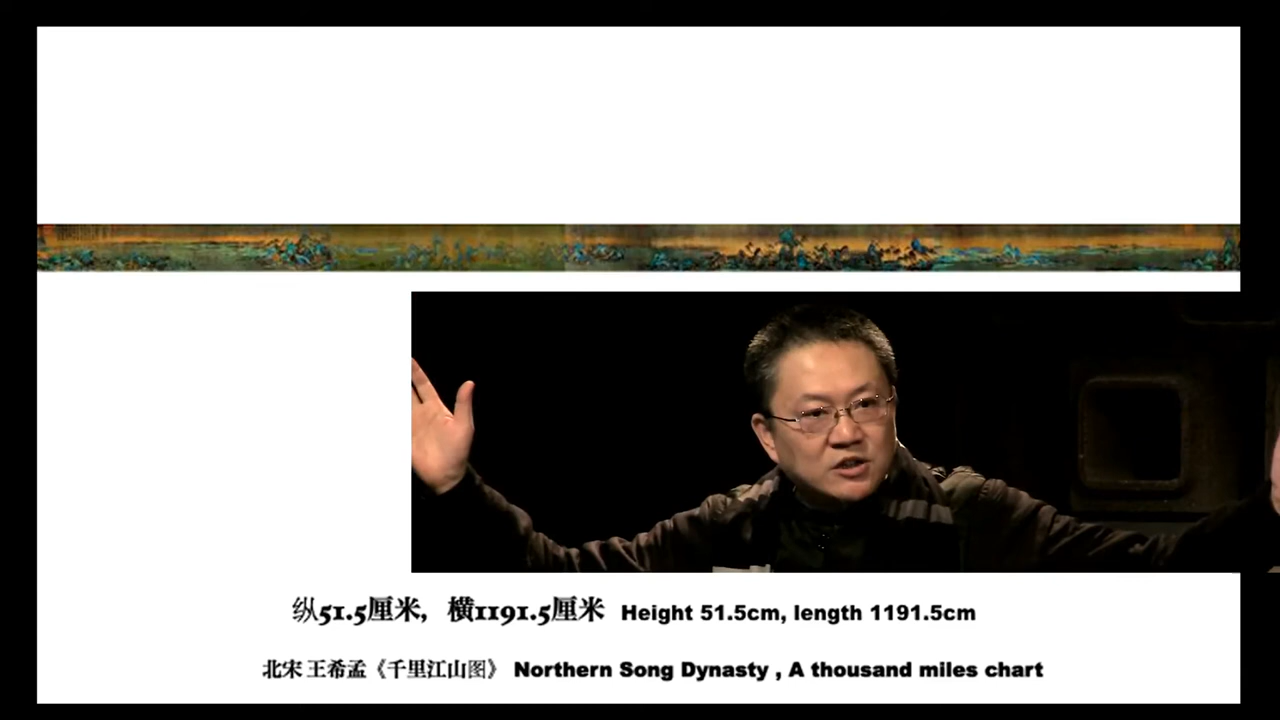 纵51.5厘米，横1191.5厘米 Height 51.5cm, length 1191.5cm
北宋 王希孟《千里江山图》 Northern Song Dynasty , A thousand miles chart